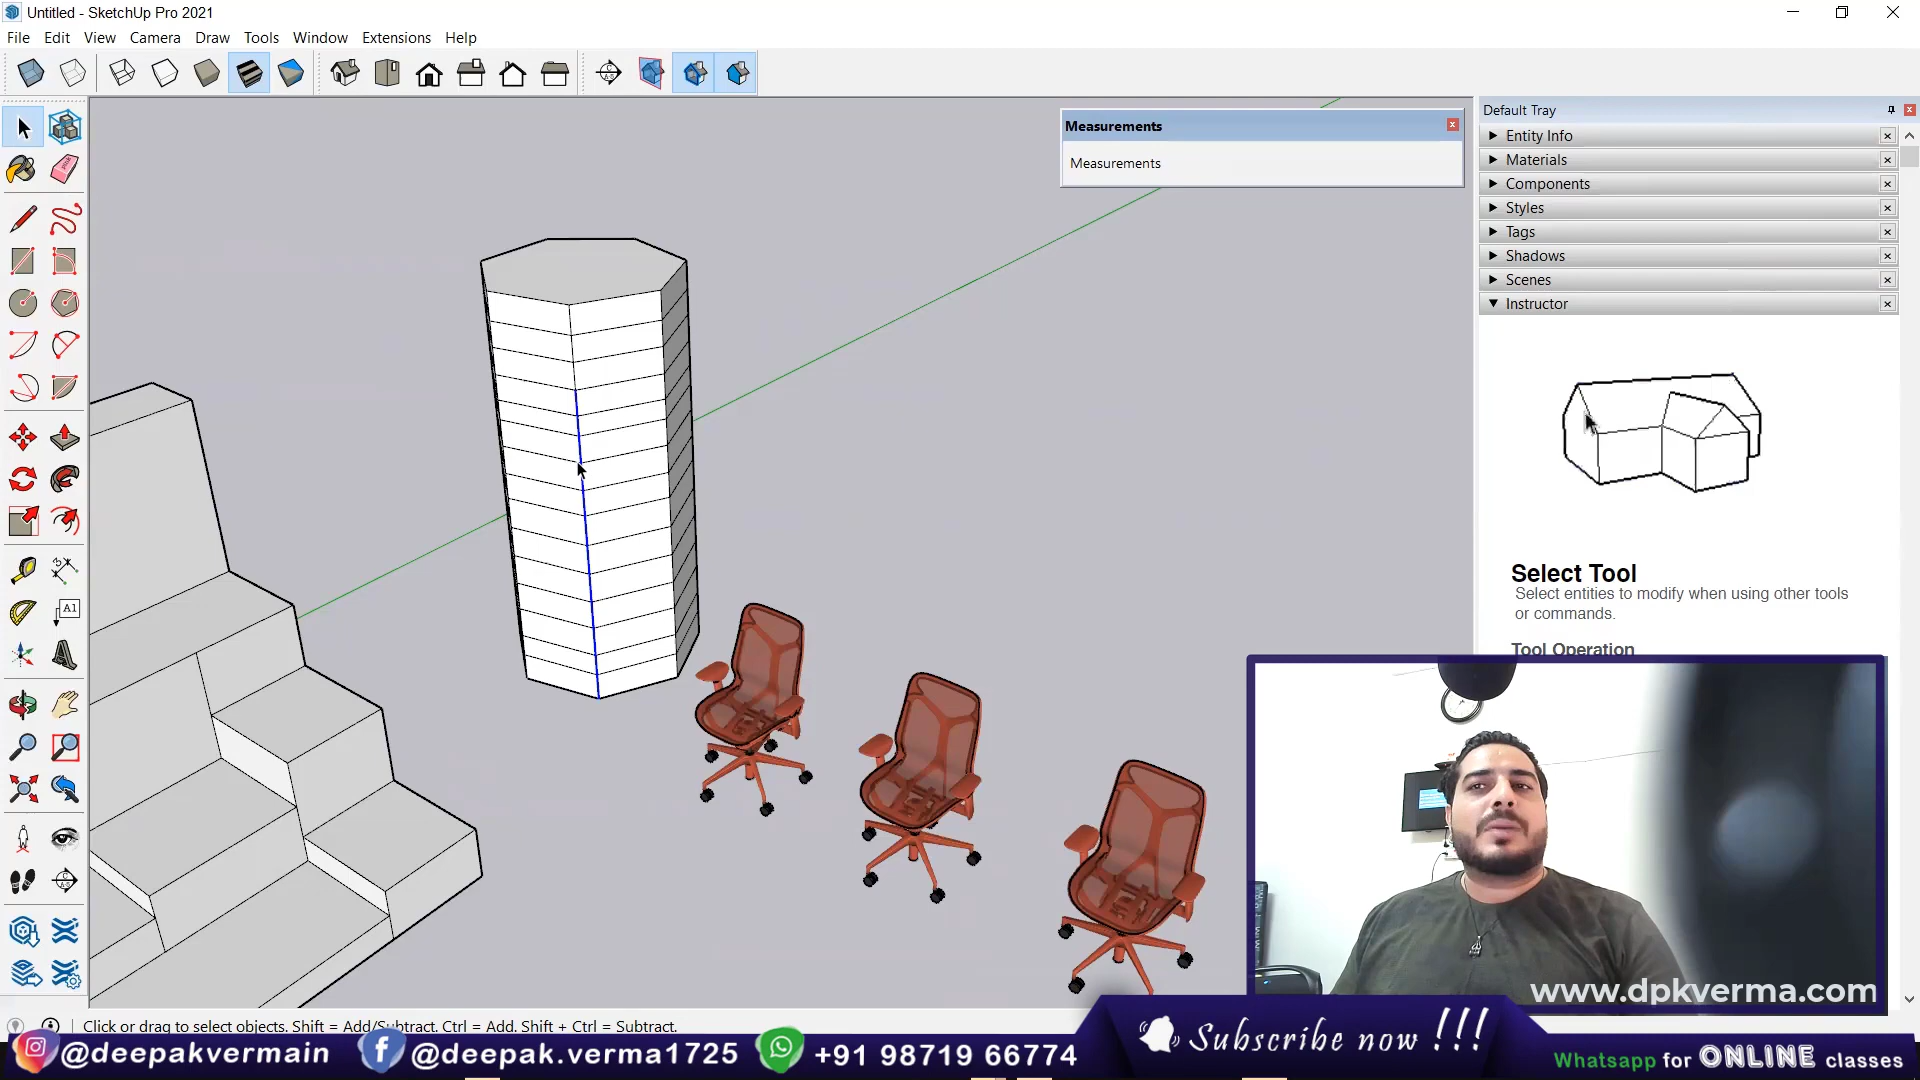 Untitled - SketchUp Pro 2021
File Edit View Camera Draw Tools Window Extensions Help
Measurements
Measurements
Default Tray
Entity Info
Materials
Components
Styles
Tags
Shadows
Scenes
Instructor
Select Tool
Select entities to modify when using other tools
or commands.
Tool Operation
A1
www.dpkverma.com
Click or drag to select objects. Shift = Add/Subtract. Ctrl = Add. Shift + Ctrl = Subtract.
@deepakvermain @deepak.verma1725 +91 98719 66774
Subscribe now !!!
Whatsapp for ONLINE classes